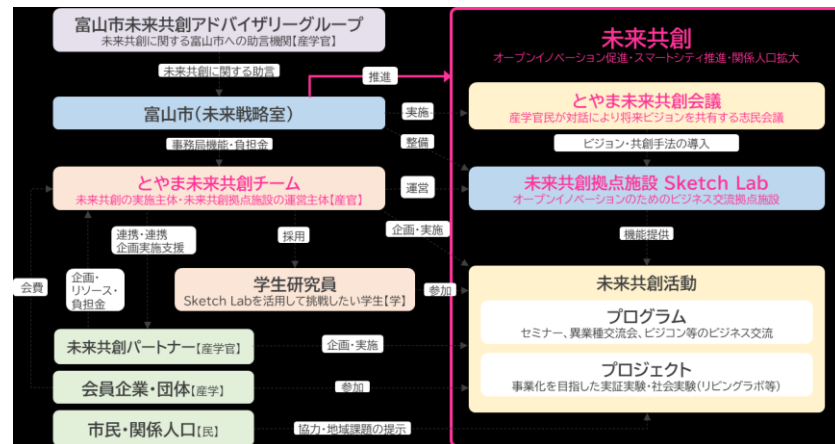 富山市未来共創アドバイザリーグループ
未来共創に関する富山市への助言機関【産学官】
未来共創に関する助言
推進
富山市(未来戦略室)
事務局機能・負担金
実施
整備
とやま未来共創チーム
未来共創の実施主体・未来共創拠点施設の運営主体【産官】
運営
連携・連携
企画実施支援
採用
企画・実施
会費
企画・
リソース・
負担金
学生研究員
Sketch Labを活用して挑戦したい学生【学】
参加
未来共創パートナー【産学官】
企画・実施
会員企業・団体【産学】
参加
市民・関係人口【民】
協力・地域課題の提示
未来共創
オープンイノベーション促進・スマートシティ推進・関係人口拡大
とやま未来共創会議
産学官民が対話により将来ビジョンを共有する志民会議
ビジョン・共創手法の導入
未来共創拠点施設 Sketch Lab
オープンイノベーションのためのビジネス交流拠点施設
機能提供
未来共創活動
プログラム
セミナー、異業種交流会、ビジコン等のビジネス交流
プロジェクト
事業化を目指した実証実験・社会実験(リビングラボ等)